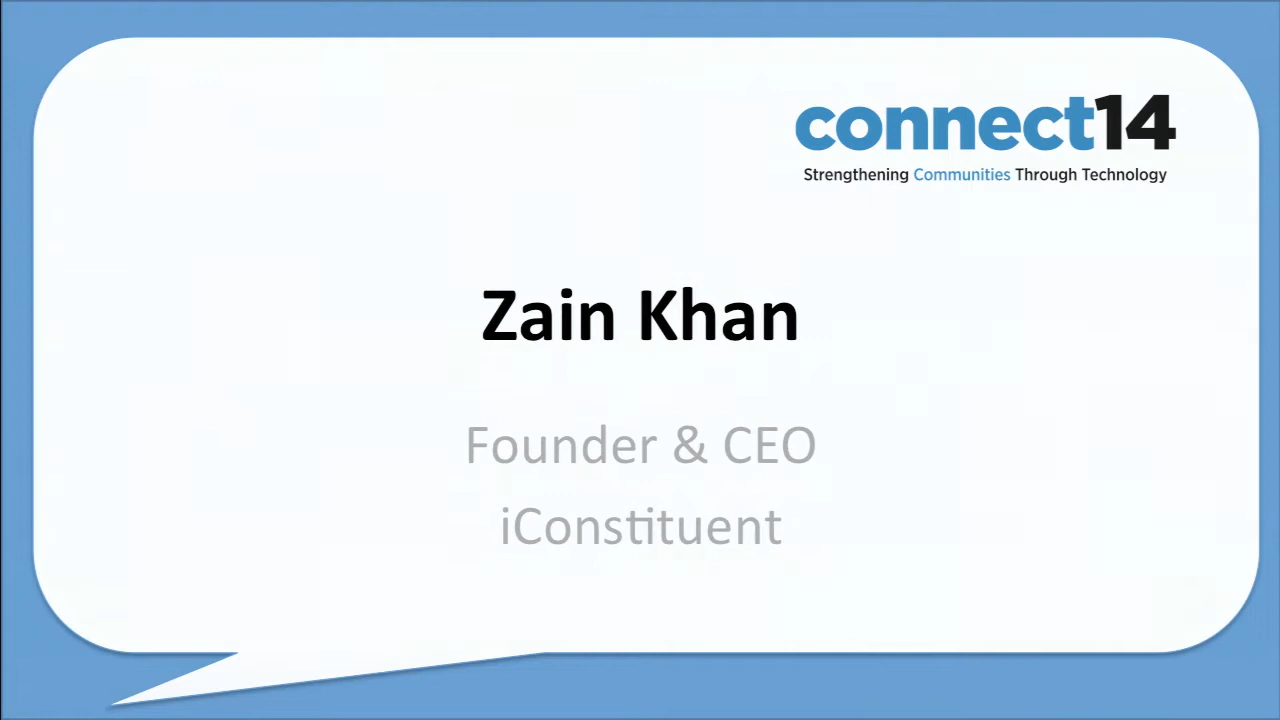 connect14
Strengthening Communities Through Technology
Zain Khan
Founder & CEO
iConstituent